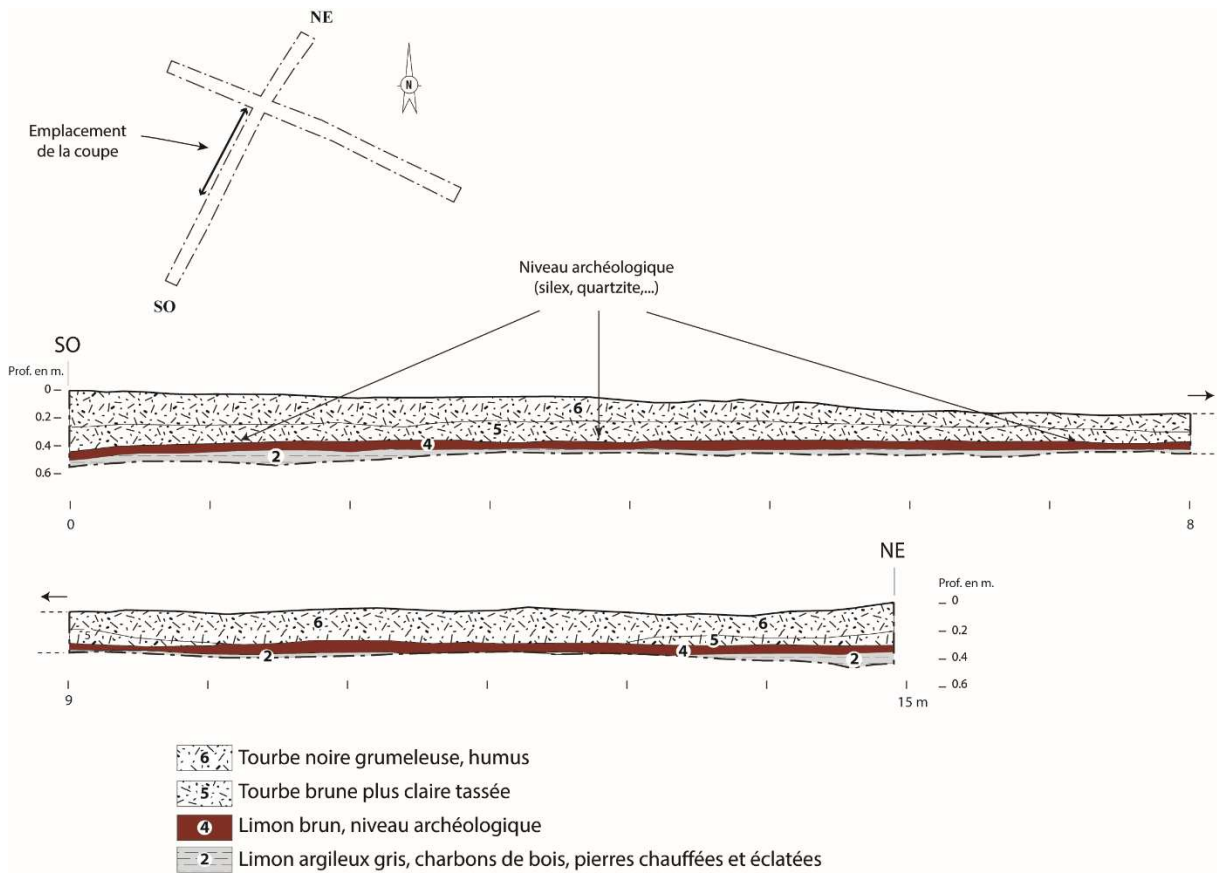 NE
N
Emplacement
de la coupe
SO
Niveau archéologique
(silex, quartzite,...)
SO
Prof. en m.
0
0.2
0.4
0.6
6
5
4
2
0
8
NE
Prof. en m.
0
0.2
0.4
0.6
5
6
2
6
5
4
2
9
15 m
6 Tourbe noire grumeleuse, humus
5 Tourbe brune plus claire tassée
4 Limon brun, niveau archéologique
2 Limon argileux gris, charbons de bois, pierres chauffées et éclatées